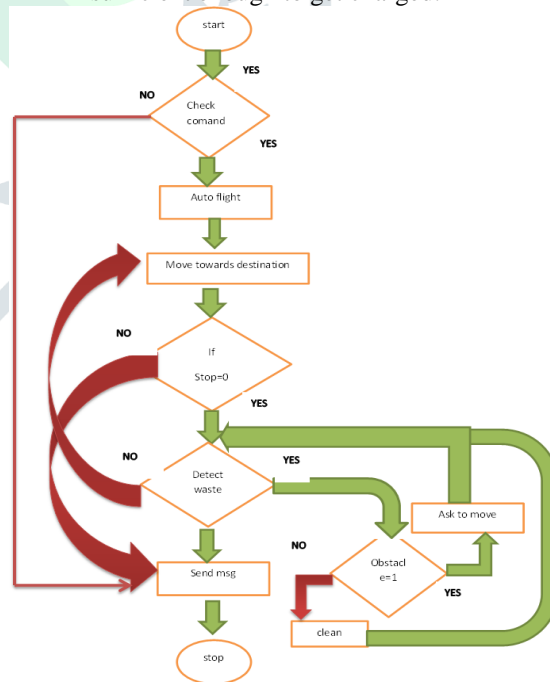 start
YES
NO
Check
comand
YES
Auto flight
Move towards destination
NO
If
Stop=0
YES
NO
YES
Detect
waste
Ask to move
NO
Obstacl
e=1
YES
Send msg
clean
stop